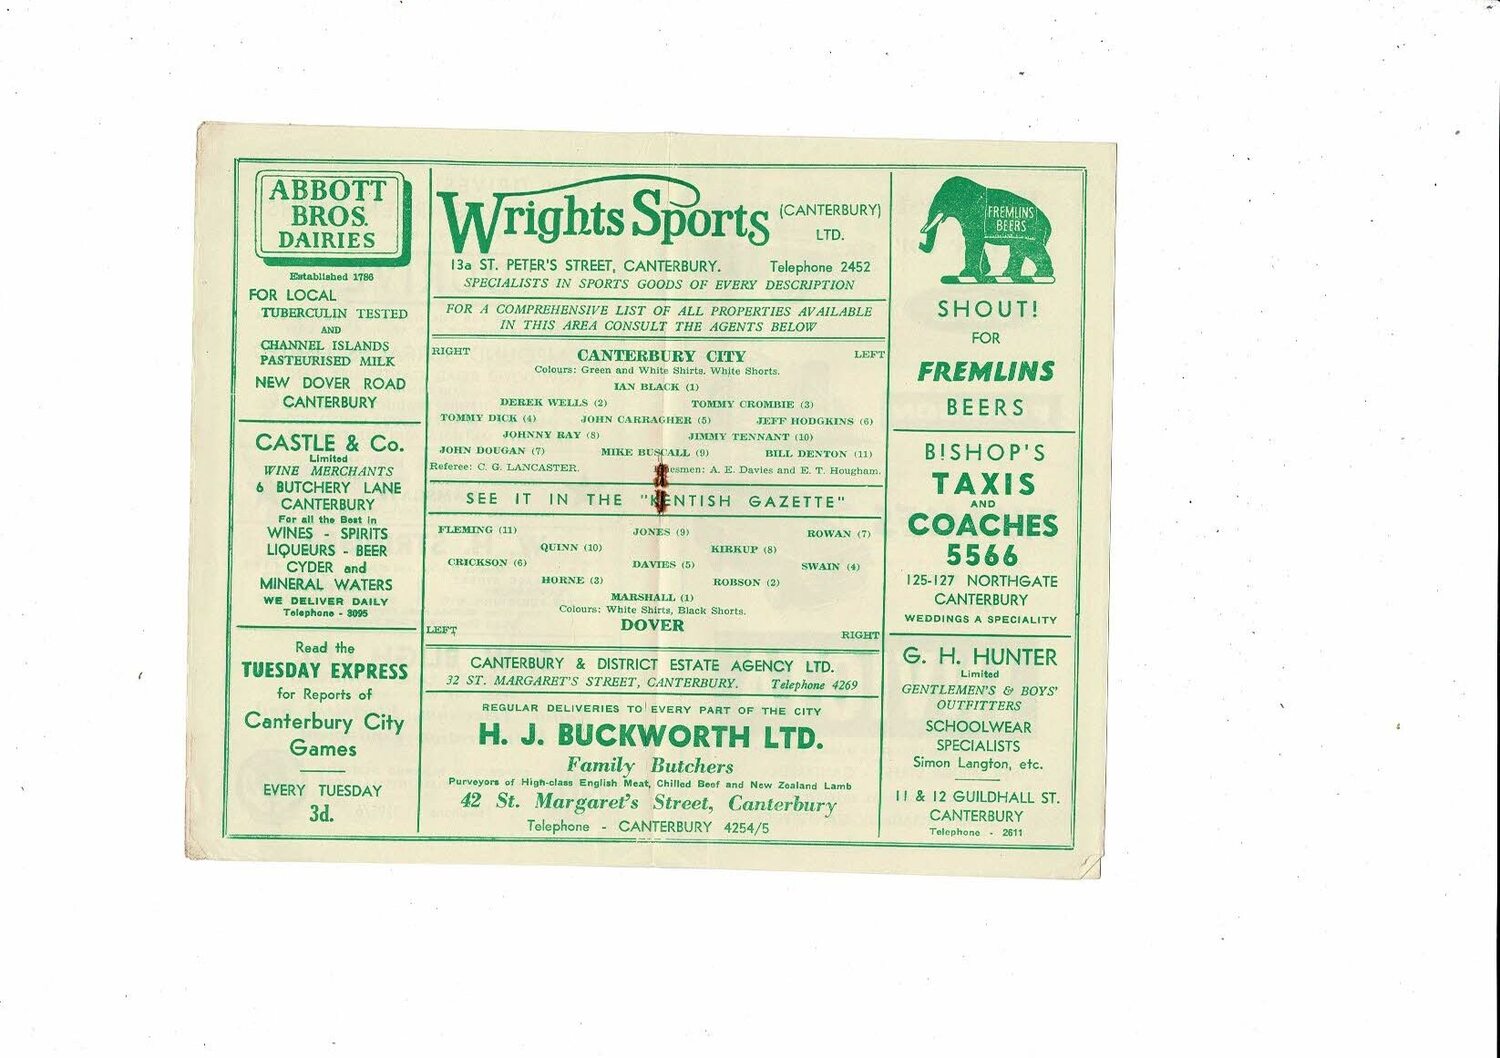 ABBOTT
BROS.
DAIRIES
Established 1786
FOR LOCAL
TUBERCULIN TESTED
AND
CHANNEL ISLANDS
PASTEURISED MILK
NEW DOVER ROAD
CANTERBURY
CASTLE & Co.
Limited
WINE MERCHANTS
6 BUTCHERY LANE
CANTERBURY
For all the Best in
WINES - SPIRITS
LIQUEURS - BEER
CYDER and
MINERAL WATERS
WE DELIVER DAILY
Telephone - 3095
Read the
TUESDAY EXPRESS
for Reports of
Canterbury City
Games
EVERY TUESDAY
3d.
Wrights Sports (CANTERBURY) LTD.
13a ST. PETER'S STREET, CANTERBURY. Telephone 2452
SPECIALISTS IN SPORTS GOODS OF EVERY DESCRIPTION
FOR A COMPREHENSIVE LIST OF ALL PROPERTIES AVAILABLE
IN THIS AREA CONSULT THE AGENTS BELOW
RIGHT CANTERBURY CITY LEFT
Colours: Green and White Shirts. White Shorts.
IAN BLACK (1)
DEREK WELLS (2) TOMMY CROMBIE (3)
TOMMY DICK (4) JOHN CARRAGHER (5) JEFF HODGKINS (6)
JOHNNY RAY (8) JIMMY TENNANT (10)
JOHN DOUGAN (7) MIKE BUSCALL (9) BILL DENTON (11)
Referee: C. G. LANCASTER. esmen: A. E. Davies and E. T. Hougham.
SEE IT IN THE "KENTISH GAZETTE"
FLEMING (11) JONES (9) ROWAN (7)
QUINN (10) KIRKUP (8)
CRICKSON (6) DAVIES (5) SWAIN (4)
HORNE (3) ROBSON (2)
MARSHALL (1)
Colours: White Shirts, Black Shorts.
LEFT DOVER RIGHT
CANTERBURY & DISTRICT ESTATE AGENCY LTD.
32 ST. MARGARET'S STREET, CANTERBURY. Telephone 4269
REGULAR DELIVERIES TO EVERY PART OF THE CITY
H. J. BUCKWORTH LTD.
Family Butchers
Purveyors of High-class English Meat, Chilled Beef and New Zealand Lamb
42 St. Margaret's Street, Canterbury
Telephone - CANTERBURY 4254/5
FREMLINS
BEERS
SHOUT!
FOR
FREMLINS
BEERS
BISHOP'S
TAXIS
AND
COACHES
5566
125-127 NORTHGATE
CANTERBURY
WEDDINGS A SPECIALITY
G. H. HUNTER
Limited
GENTLEMEN'S & BOYS'
OUTFITTERS
SCHOOLWEAR
SPECIALISTS
Simon Langton, etc.
11 & 12 GUILDHALL ST.
CANTERBURY
Telephone - 2611